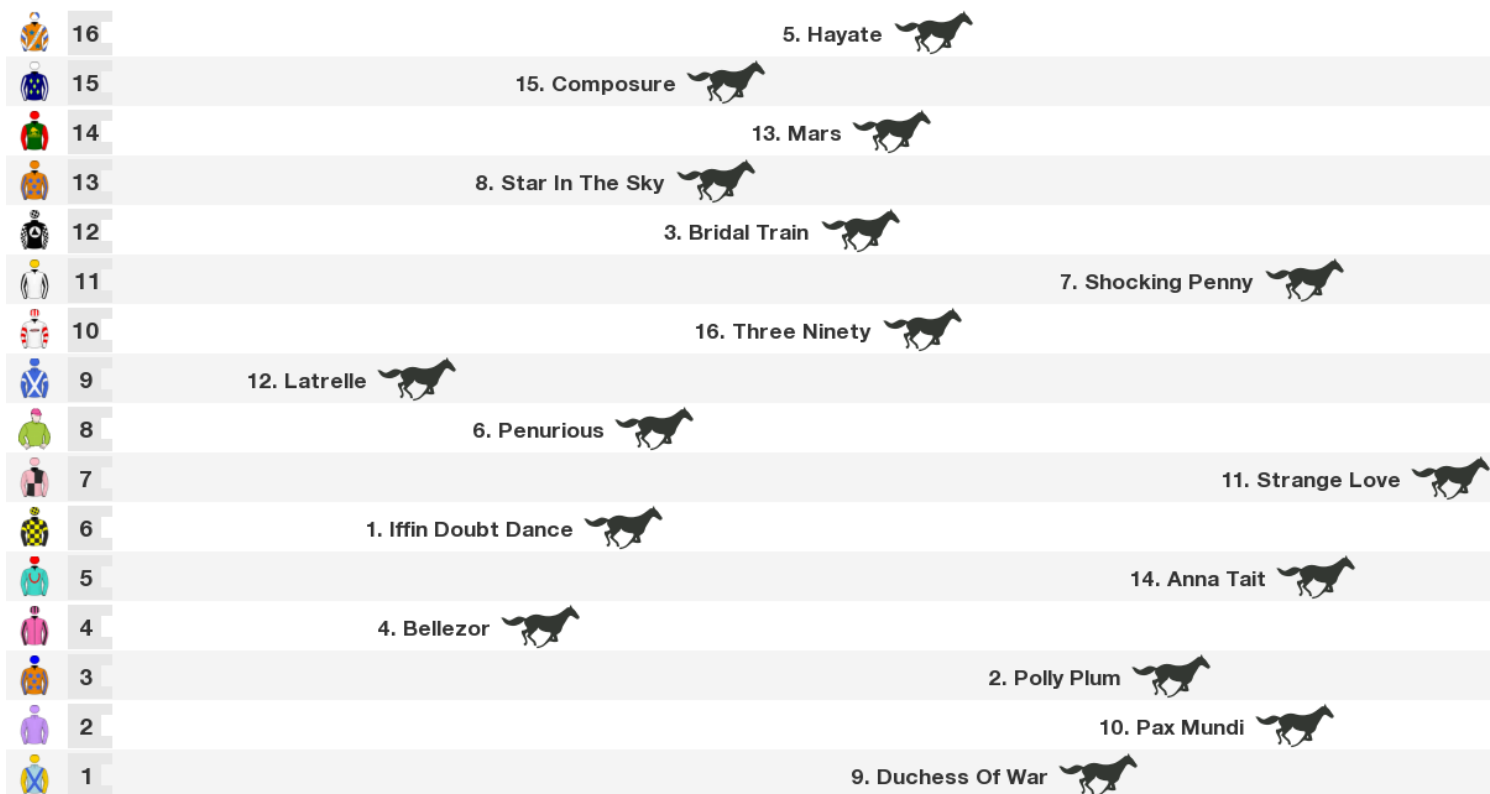 16 5. Hayate
15 15. Composure
14 13. Mars
13 8. Star In The Sky
12 3. Bridal Train
11 7. Shocking Penny
10 16. Three Ninety
9 12. Latrelle
8 6. Penurious
7 11. Strange Love
6 1. Iffin Doubt Dance
5 14. Anna Tait
4 4. Bellezor
3 2. Polly Plum
2 10. Pax Mundi
1 9. Duchess Of War